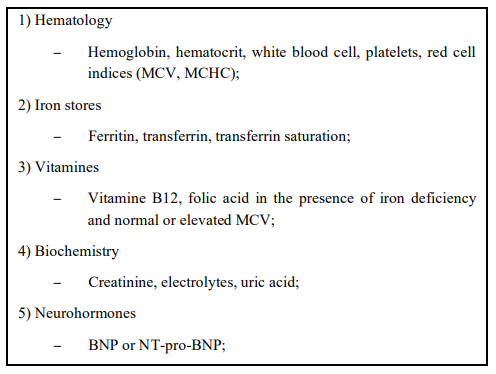 1) Hematology
– Hemoglobin, hematocrit, white blood cell, platelets, red cell
indices (MCV, MCHC);
2) Iron stores
– Ferritin, transferrin, transferrin saturation;
3) Vitamines
– Vitamine B12, folic acid in the presence of iron deficiency
and normal or elevated MCV;
4) Biochemistry
– Creatinine, electrolytes, uric acid;
5) Neurohormones
– BNP or NT-pro-BNP;